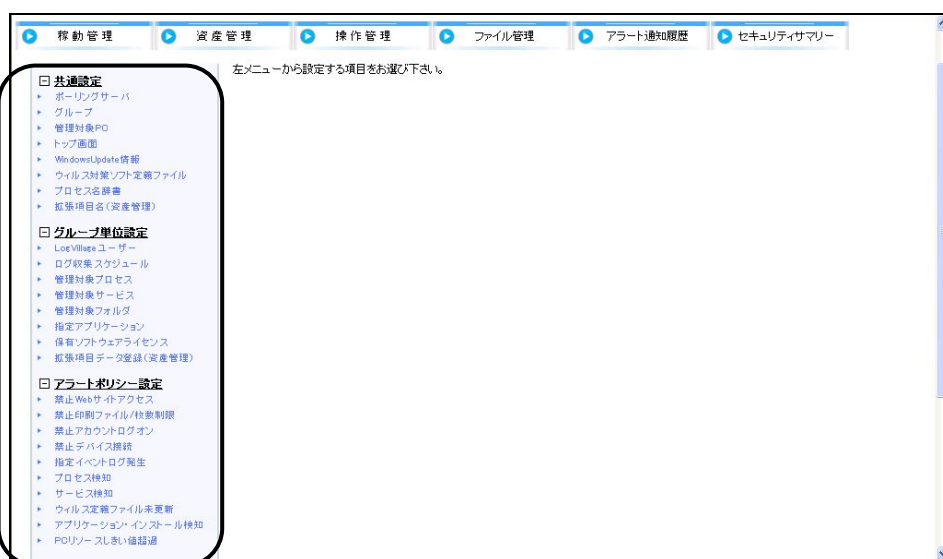 稼動管理
資産管理
操作管理
ファイル管理
アラート通知履歴
セキュリティサマリー
左メニューから設定する項目をお選び下さい。
共通設定
ポーリングサーバ
グループ
管理対象PC
トップ画面
WindowsUpdate情報
ウィルス対策ソフト定義ファイル
プロセス名辞書
拡張項目名(資産管理)
グループ単位設定
LogVillageユーザー
ログ収集スケジュール
管理対象プロセス
管理対象サービス
管理対象フォルダ
指定アプリケーション
保有ソフトウェアライセンス
拡張項目データ登録(資産管理)
アラートポリシー設定
禁止Webサイトアクセス
禁止印刷ファイル/枚数制限
禁止アカウントログオン
禁止デバイス接続
指定イベントログ発生
プロセス検知
サービス検知
ウィルス定義ファイル未更新
アプリケーション・インストール検知
PCリソースしきい値超過